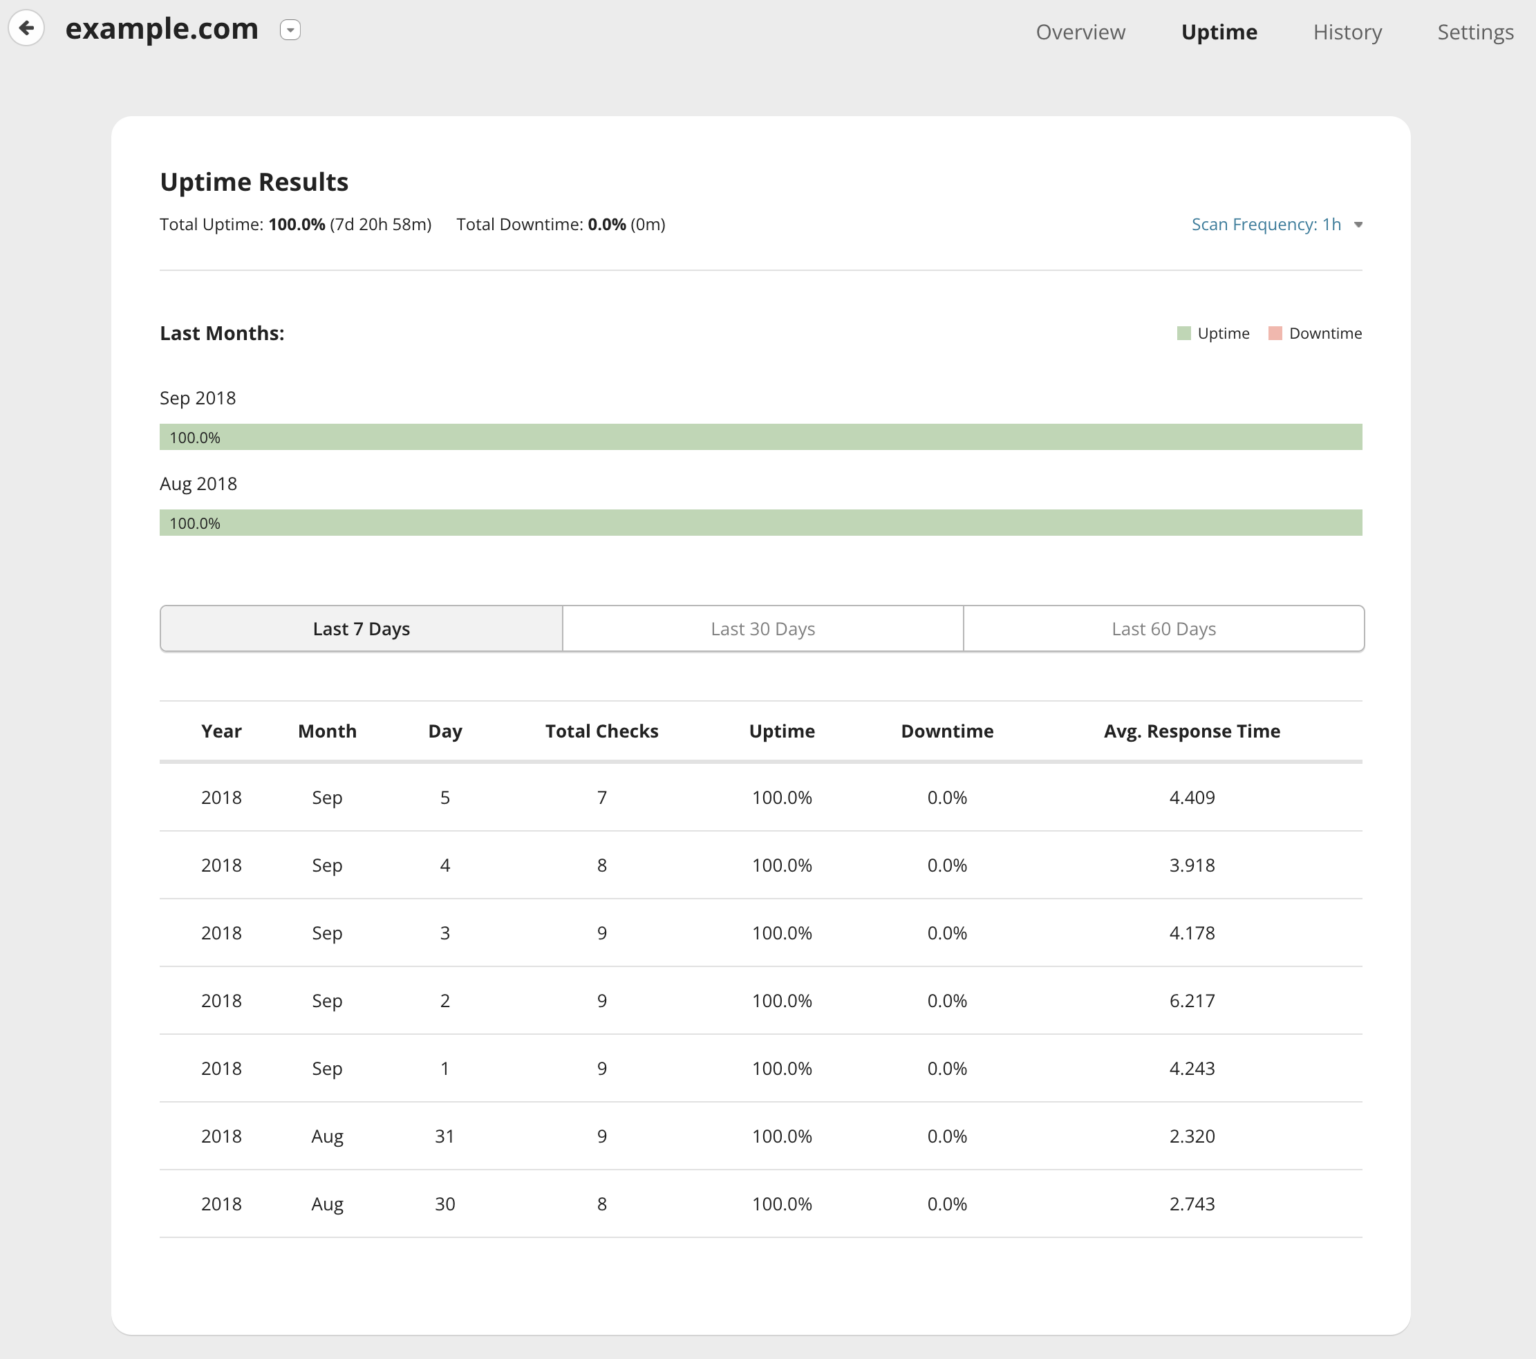 example.com
Overview Uptime History Settings
Uptime Results
Total Uptime: 100.0% (7d 20h 58m) Total Downtime: 0.0% (0m) Scan Frequency: 1h
Last Months: Uptime Downtime
Sep 2018
100.0%
Aug 2018
100.0%
Last 7 Days Last 30 Days Last 60 Days
Year Month Day Total Checks Uptime Downtime Avg. Response Time
2018 Sep 5 7 100.0% 0.0% 4.409
2018 Sep 4 8 100.0% 0.0% 3.918
2018 Sep 3 9 100.0% 0.0% 4.178
2018 Sep 2 9 100.0% 0.0% 6.217
2018 Sep 1 9 100.0% 0.0% 4.243
2018 Aug 31 9 100.0% 0.0% 2.320
2018 Aug 30 8 100.0% 0.0% 2.743